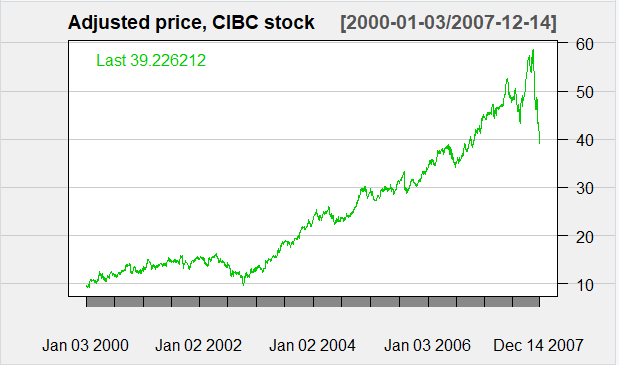 Adjusted price, CIBC stock [2000-01-03/2007-12-14]
Last 39.226212
60
50
40
30
20
10
Jan 03 2000 Jan 02 2002 Jan 02 2004 Jan 03 2006 Dec 14 2007